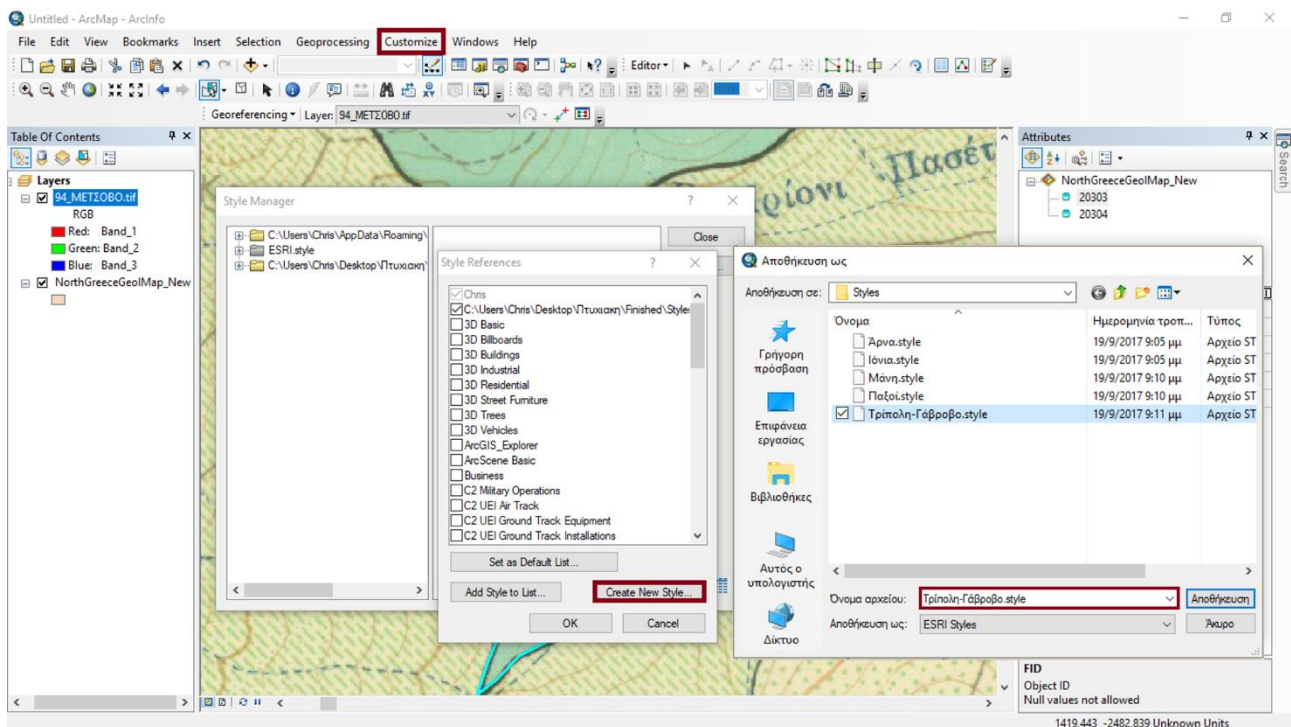 Untitled - ArcMap - ArcInfo
File Edit View Bookmarks Insert Selection Geoprocessing Customize Windows Help
Editor
Georeferencing Layer: 94_ΜΕΤΣΟΒΟ.tif
Table Of Contents
Layers
94_ΜΕΤΣΟΒΟ.tif
RGB
Red: Band_1
Green: Band_2
Blue: Band_3
NorthGreeceGeolMap_New
Πασέτ
Attributes
NorthGreeceGeolMap_New
20303
20304
Search
Style Manager
C:\Users\Chris\AppData\Roaming\
ESRI.style
C:\Users\Chris\Desktop\Πτυχιακη\
Close
Style References
Chris
C:\Users\Chris\Desktop\Πτυχιακη\Finished\Style
3D Basic
3D Billboards
3D Buildings
3D Industrial
3D Residential
3D Street Furniture
3D Trees
3D Vehicles
ArcGIS_Explorer
ArcScene Basic
Business
C2 Military Operations
C2 UEI Air Track
C2 UEI Ground Track Equipment
C2 UEI Ground Track Installations
Set as Default List...
Add Style to List... Create New Style...
OK Cancel
Αποθήκευση ως
Αποθήκευση σε: Styles
Γρήγορη πρόσβαση
Επιφάνεια εργασίας
Βιβλιοθήκες
Αυτός ο υπολογιστής
Δίκτυο
Όνομα Ημερομηνία τροπ... Τύπος
Άρνα.style 19/9/2017 9:05 μμ Αρχείο ST
Ιόνια.style 19/9/2017 9:05 μμ Αρχείο ST
Μάνη.style 19/9/2017 9:10 μμ Αρχείο ST
Παξοί.style 19/9/2017 9:10 μμ Αρχείο ST
Τρίπολη-Γάβροβο.style 19/9/2017 9:11 μμ Αρχείο ST
Όνομα αρχείου: Τρίπολη-Γάβροβο.style Αποθήκευση
Αποθήκευση ως: ESRI Styles Άκυρο
FID
Object ID
Null values not allowed
1419,443 -2482,839 Unknown Units